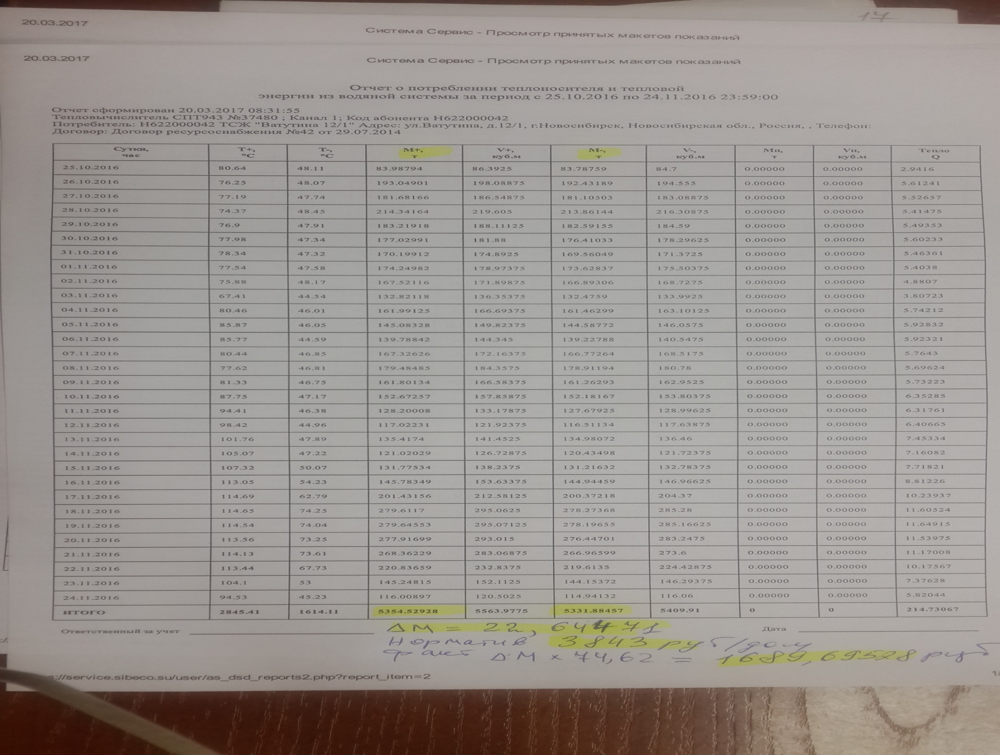 17
20.03.2017 Система Сервис - Просмотр принятых макетов показаний
20.03.2017 Система Сервис - Просмотр принятых макетов показаний
Отчет о потреблении теплоносителя и тепловой
энергии из водяной системы за период с 25.10.2016 по 24.11.2016 23:59:00
Отчет сформирован 20.03.2017 08:31:55
Тепловычислитель СПТ943 №37480 ; Канал 1; Код абонента Н622000042
Потребитель: Н622000042 ТСЖ "Ватутина 12/1" Адрес: ул.Ватутина, д.12/1, г.Новосибирск, Новосибирская обл., Россия, , Телефон:
Договор: Договор ресурсоснабжения №42 от 29.07.2014
Сутки, T+, T-, M+, V+, M-, V-, Мп, Vп, Тепло
час °C °C т куб.м т куб.м т куб.м Q
25.10.2016 80.64 48.11 83.98794 86.3925 83.78759 84.7 0.00000 0.00000 2.9416
26.10.2016 76.25 48.07 193.04901 198.08875 192.43189 194.555 0.00000 0.00000 5.61241
27.10.2016 77.19 47.74 181.68166 186.54875 181.10503 183.08875 0.00000 0.00000 5.52657
28.10.2016 74.37 48.45 214.34164 219.605 213.86144 216.30875 0.00000 0.00000 5.41475
29.10.2016 76.9 47.91 183.21918 188.11125 182.59155 184.59 0.00000 0.00000 5.49353
30.10.2016 77.98 47.34 177.02991 181.88 176.41033 178.29625 0.00000 0.00000 5.60233
31.10.2016 78.34 47.32 170.19912 174.8925 169.56049 171.3725 0.00000 0.00000 5.46361
01.11.2016 77.54 47.58 174.24982 178.97375 173.62837 175.50375 0.00000 0.00000 5.4038
02.11.2016 75.88 48.17 167.52116 171.89875 166.89306 168.7275 0.00000 0.00000 4.8807
03.11.2016 67.41 44.54 132.82118 136.35375 132.4759 133.9925 0.00000 0.00000 3.80723
04.11.2016 80.46 46.01 161.99125 166.69375 161.46299 163.10125 0.00000 0.00000 5.74212
05.11.2016 85.87 46.05 145.08328 149.82375 144.58772 146.0575 0.00000 0.00000 5.92832
06.11.2016 85.77 44.59 139.78842 144.345 139.22788 140.5475 0.00000 0.00000 5.92321
07.11.2016 80.44 46.85 167.32626 172.16375 166.77264 168.5175 0.00000 0.00000 5.7643
08.11.2016 77.62 46.81 179.48485 184.3575 178.91194 180.78 0.00000 0.00000 5.69624
09.11.2016 81.33 46.75 161.80134 166.58375 161.26293 162.9525 0.00000 0.00000 5.73223
10.11.2016 87.75 47.17 152.67257 157.85875 152.18167 153.80375 0.00000 0.00000 6.35285
11.11.2016 94.41 46.38 128.20008 133.17875 127.67925 128.99625 0.00000 0.00000 6.31761
12.11.2016 98.42 44.96 117.02231 121.92375 116.51134 117.63875 0.00000 0.00000 6.40665
13.11.2016 101.76 47.89 135.4174 141.4525 134.98072 136.46 0.00000 0.00000 7.45334
14.11.2016 105.07 47.22 121.02029 126.72875 120.43498 121.72375 0.00000 0.00000 7.16082
15.11.2016 107.32 50.07 131.77534 138.2375 131.21632 132.78375 0.00000 0.00000 7.71821
16.11.2016 113.05 54.23 145.78349 153.63375 144.94459 146.96625 0.00000 0.00000 8.81226
17.11.2016 114.69 62.79 201.43156 212.58125 200.37218 204.37 0.00000 0.00000 10.23937
18.11.2016 114.65 74.25 279.6117 295.0625 278.27368 285.28 0.00000 0.00000 11.60524
19.11.2016 114.54 74.04 279.64553 295.07125 278.19655 285.16625 0.00000 0.00000 11.64915
20.11.2016 113.56 73.25 277.91699 293.015 276.44701 283.2475 0.00000 0.00000 11.53975
21.11.2016 114.13 73.61 268.36229 283.06875 266.96599 273.6 0.00000 0.00000 11.17008
22.11.2016 113.44 67.73 220.83659 232.8375 219.6135 224.42875 0.00000 0.00000 10.17567
23.11.2016 104.1 53 145.24815 152.1125 144.15372 146.29375 0.00000 0.00000 7.37628
24.11.2016 94.53 45.23 116.00897 120.5025 114.94132 116.06 0.00000 0.00000 5.82044
ИТОГО 2845.41 1614.11 5354.52928 5563.9775 5331.88457 5409.91 0 0 214.73067
Ответственный за учет Дата
ΔM = 22,64471
Норматив 3843 руб/дом
факт ΔM x 74,62 = 1689,69528 руб
s://service.sibeco.su/user/as_dsd_reports2.php?report_item=2 1/